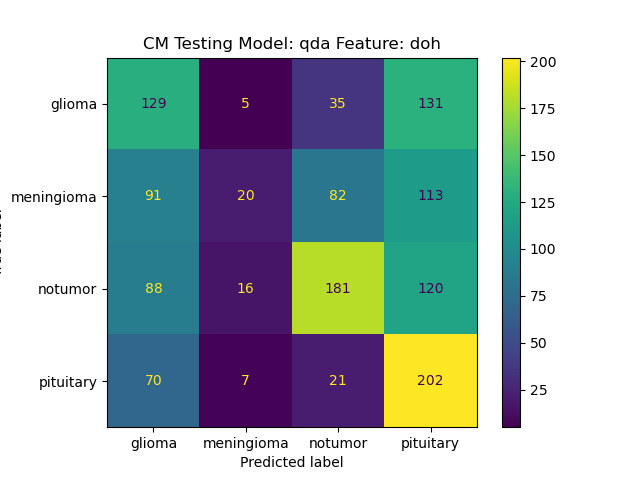 CM Testing Model: qda Feature: doh
glioma 129 5 35 131
meningioma 91 20 82 113
notumor 88 16 181 120
pituitary 70 7 21 202
glioma meningioma notumor pituitary
Predicted label
200
175
150
125
100
75
50
25